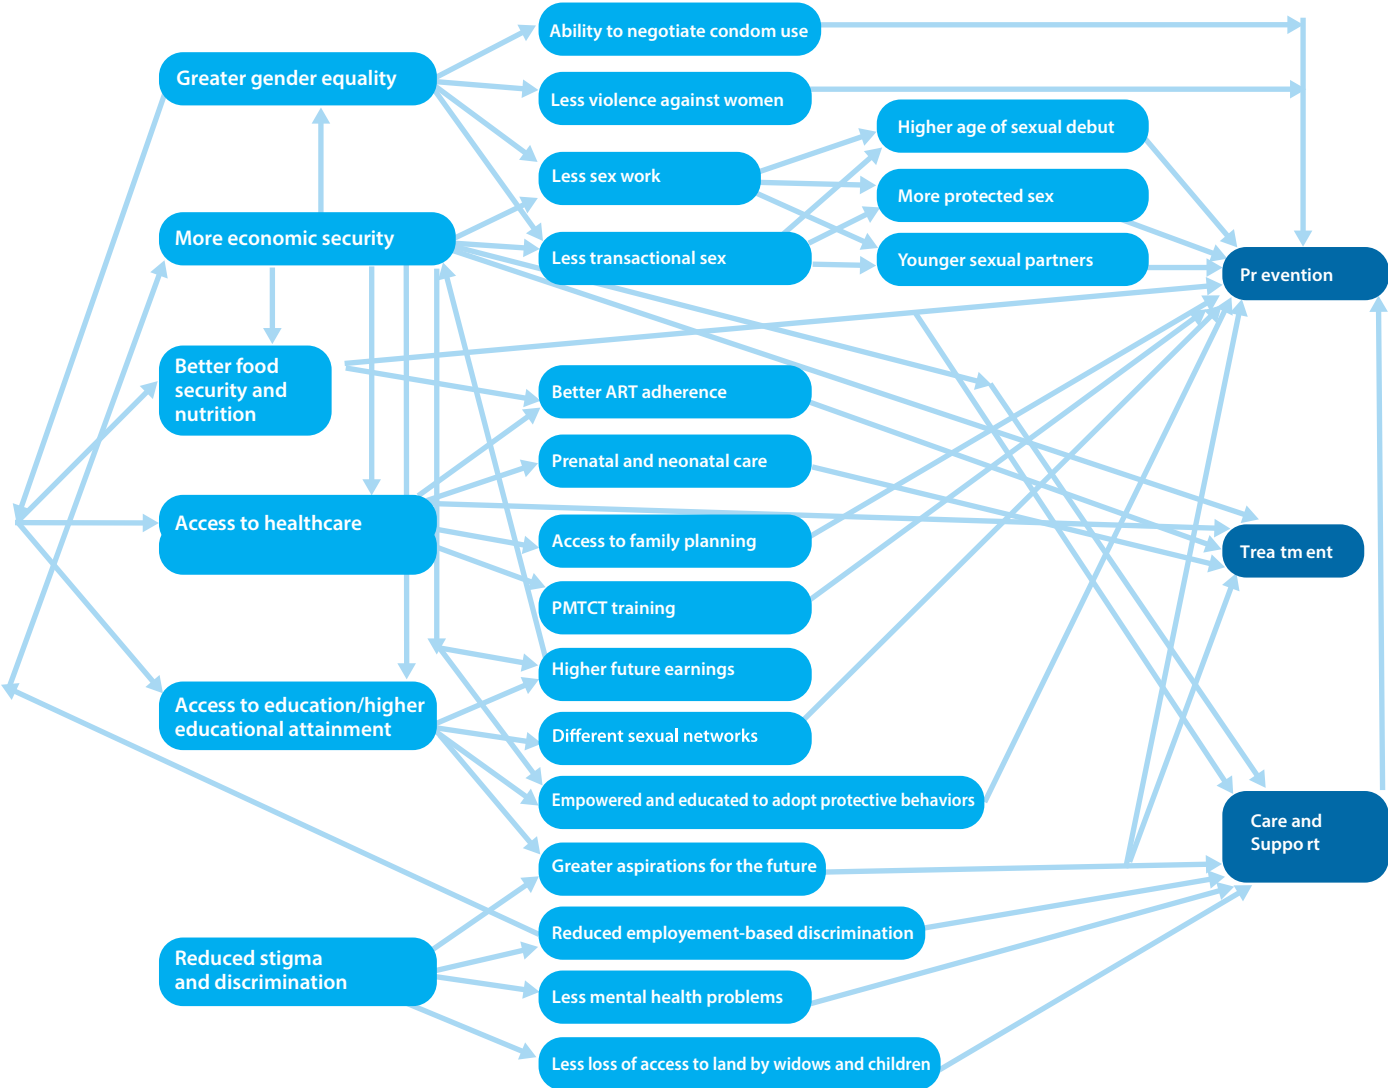 Greater gender equality
More economic security
Better food
security and
nutrition
Access to healthcare
Access to education/higher
educational attainment
Reduced stigma
and discrimination
Ability to negotiate condom use
Less violence against women
Less sex work
Less transactional sex
Better ART adherence
Prenatal and neonatal care
Access to family planning
PMTCT training
Higher future earnings
Different sexual networks
Empowered and educated to adopt protective behaviors
Greater aspirations for the future
Reduced employement-based discrimination
Less mental health problems
Less loss of access to land by widows and children
Higher age of sexual debut
More protected sex
Younger sexual partners
Pr evention
Trea tm ent
Care and
Suppo rt